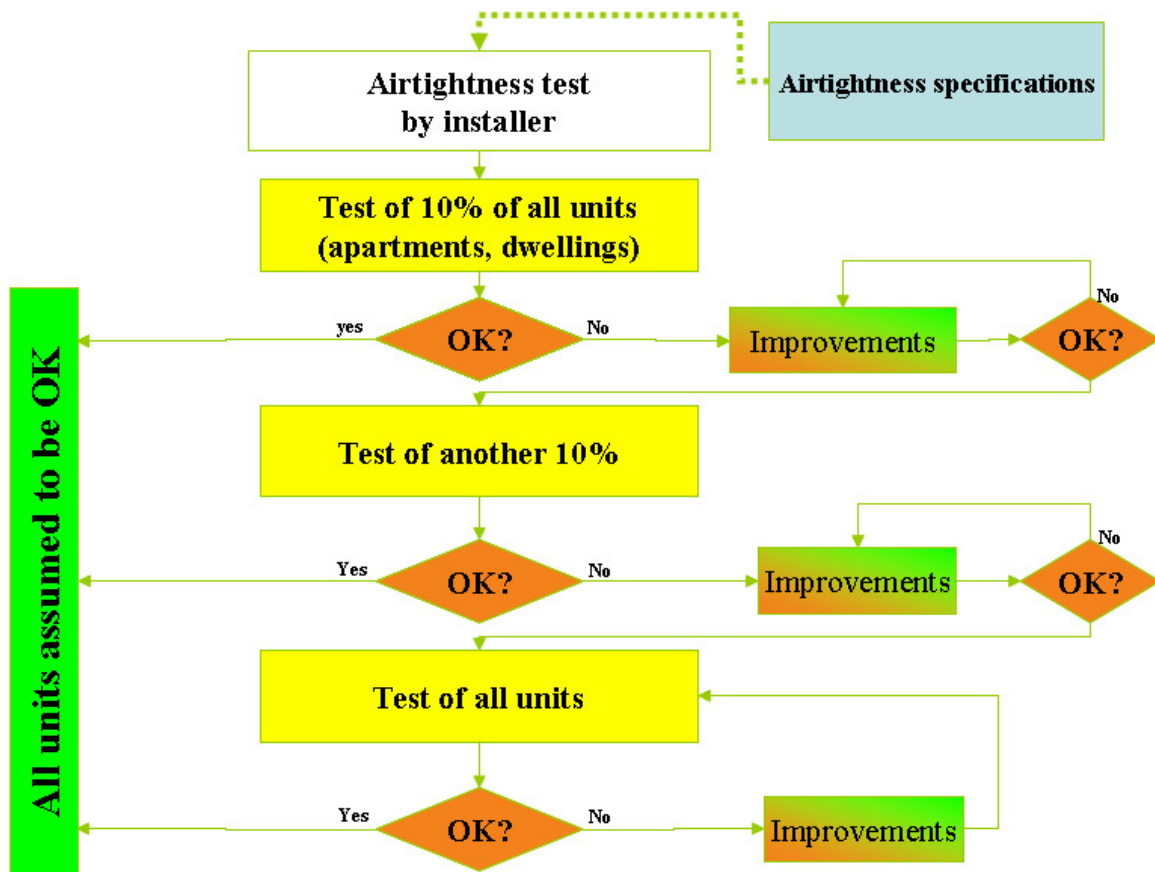 Airtightness test
by installer
Airtightness specifications
Test of 10% of all units
(apartments, dwellings)
yes
OK?
No
Improvements
No
OK?
Test of another 10%
Yes
OK?
No
Improvements
No
OK?
Test of all units
Yes
OK?
No
Improvements
All units assumed to be OK